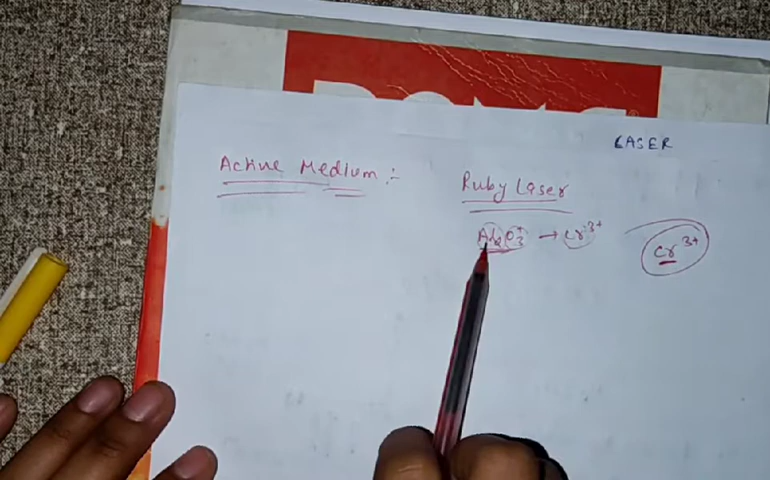 LASER
Active Medium :-
Ruby Laser
Al2O3 → Cr3+
Cr3+